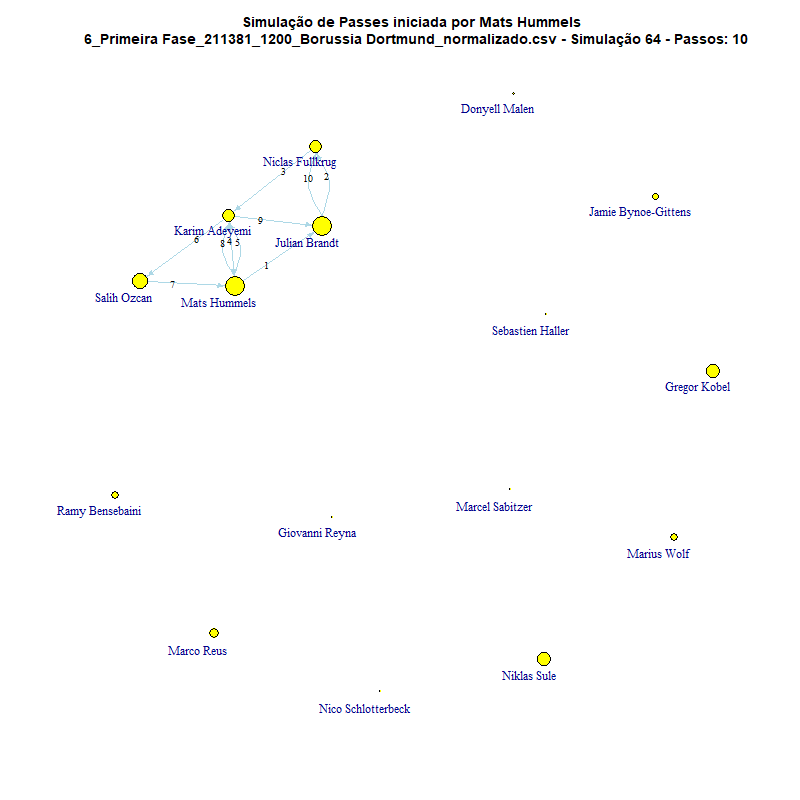 Simulação de Passes iniciada por Mats Hummels
6_Primeira Fase_211381_1200_Borussia Dortmund_normalizado.csv - Simulação 64 - Passos: 10
Donyell Malen
Niclas Fullkrug
3
10
2
Jamie Bynoe-Gittens
9
Karim Adeyemi
6
8
4
5
Julian Brandt
1
7
Salih Ozcan
Mats Hummels
Sebastien Haller
Gregor Kobel
Ramy Bensebaini
Marcel Sabitzer
Giovanni Reyna
Marius Wolf
Marco Reus
Niklas Sule
Nico Schlotterbeck